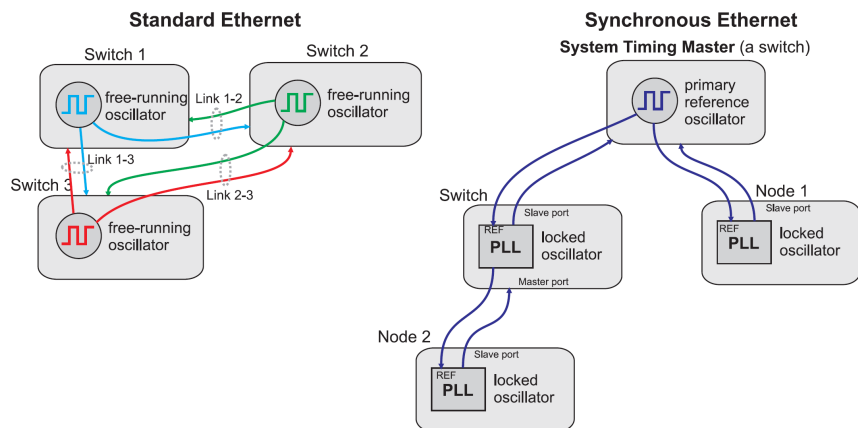 Standard Ethernet
Switch 1
free-running
oscillator
Switch 2
free-running
oscillator
Link 1-2
Link 1-3
Switch 3
free-running
oscillator
Link 2-3
Synchronous Ethernet
System Timing Master (a switch)
primary
reference
oscillator
Switch
Slave port
REF
PLL
locked
oscillator
Master port
Node 1
Slave port
REF
PLL
locked
oscillator
Node 2
Slave port
REF
PLL
locked
oscillator